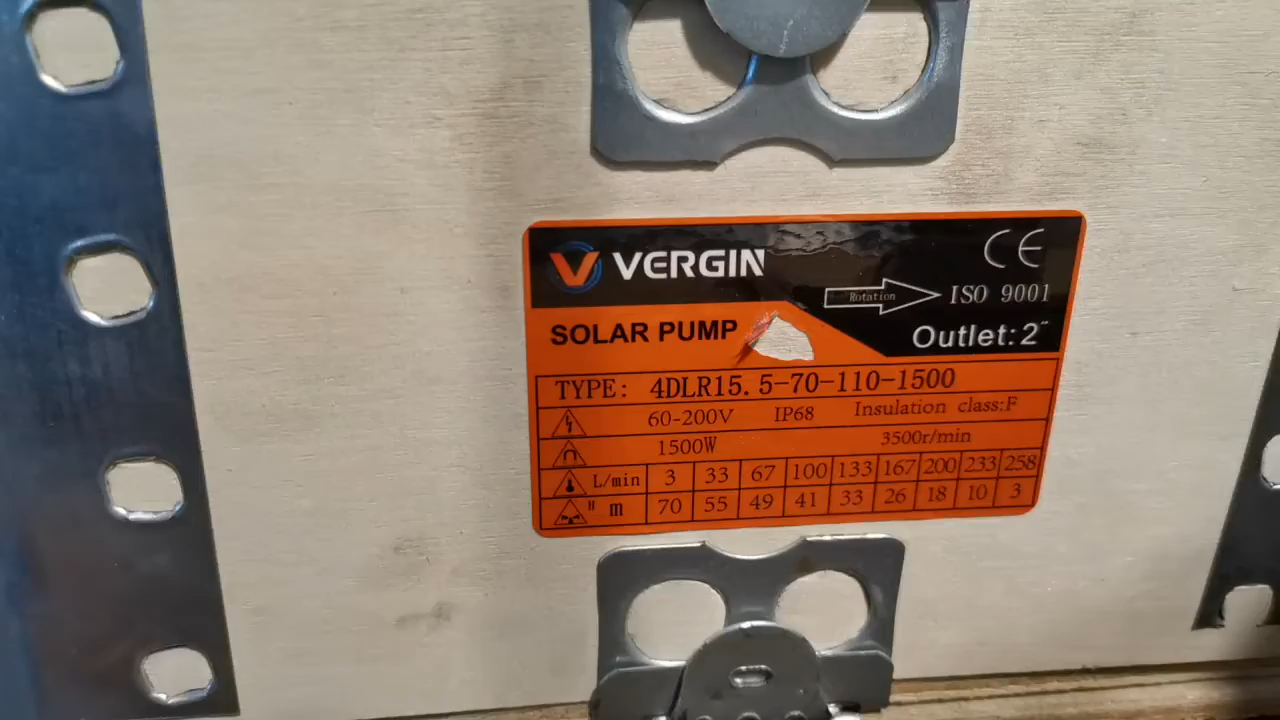 VERGIN
CE
Rotation ISO 9001
SOLAR PUMP
Outlet: 2"
TYPE: 4DLR15.5-70-110-1500
60-200V IP68 Insulation class:F
1500W 3500r/min
L/min 3 33 67 100 133 167 200 233 258
H m 70 55 49 41 33 26 18 10 3